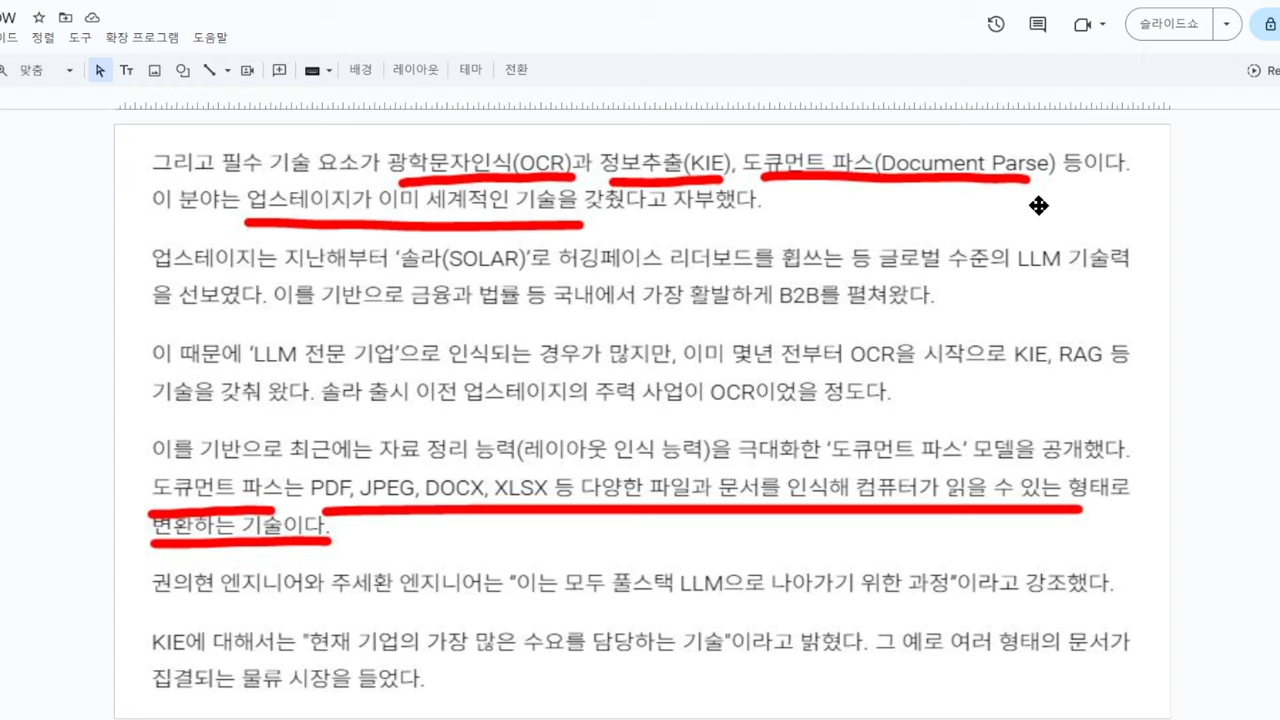 OW
이드 정렬 도구 확장 프로그램 도움말
슬라이드쇼
맞춤 Tт 배경 레이아웃 테마 전환 Re
그리고 필수 기술 요소가 광학문자인식(OCR)과 정보추출(KIE), 도큐먼트 파스(Document Parse) 등이다.
이 분야는 업스테이지가 이미 세계적인 기술을 갖췄다고 자부했다.
업스테이지는 지난해부터 ‘솔라(SOLAR)’로 허깅페이스 리더보드를 휩쓰는 등 글로벌 수준의 LLM 기술력
을 선보였다. 이를 기반으로 금융과 법률 등 국내에서 가장 활발하게 B2B를 펼쳐왔다.
이 때문에 ‘LLM 전문 기업’으로 인식되는 경우가 많지만, 이미 몇년 전부터 OCR을 시작으로 KIE, RAG 등
기술을 갖춰 왔다. 솔라 출시 이전 업스테이지의 주력 사업이 OCR이었을 정도다.
이를 기반으로 최근에는 자료 정리 능력(레이아웃 인식 능력)을 극대화한 ‘도큐먼트 파스’ 모델을 공개했다.
도큐먼트 파스는 PDF, JPEG, DOCX, XLSX 등 다양한 파일과 문서를 인식해 컴퓨터가 읽을 수 있는 형태로
변환하는 기술이다.
권의현 엔지니어와 주세환 엔지니어는 “이는 모두 풀스택 LLM으로 나아가기 위한 과정”이라고 강조했다.
KIE에 대해서는 "현재 기업의 가장 많은 수요를 담당하는 기술"이라고 밝혔다. 그 예로 여러 형태의 문서가
집결되는 물류 시장을 들었다.